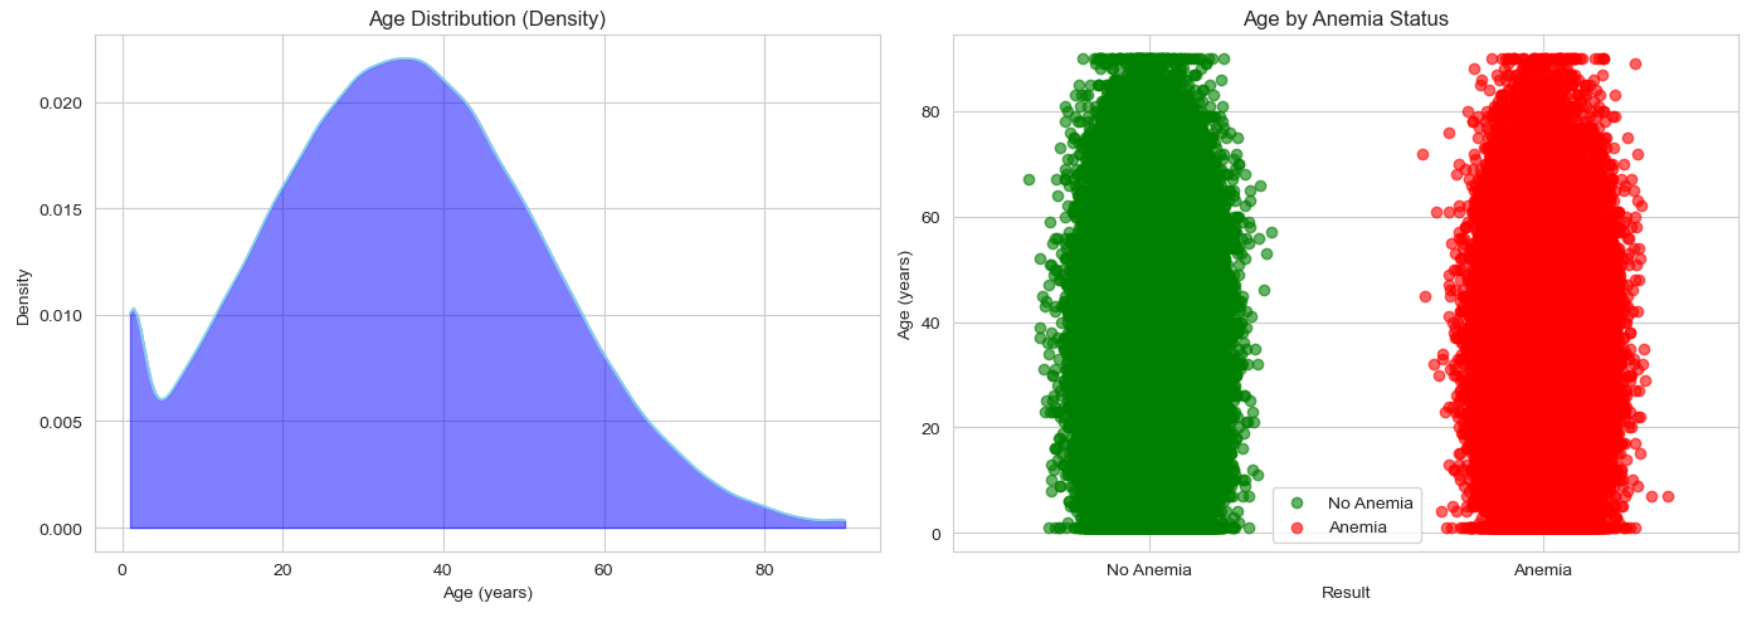 Age Distribution (Density)
Density
0.020
0.015
0.010
0.005
0.000
0 20 40 60 80
Age (years)
Age by Anemia Status
Age (years)
80
60
40
20
0
No Anemia
Anemia
No Anemia Anemia
Result